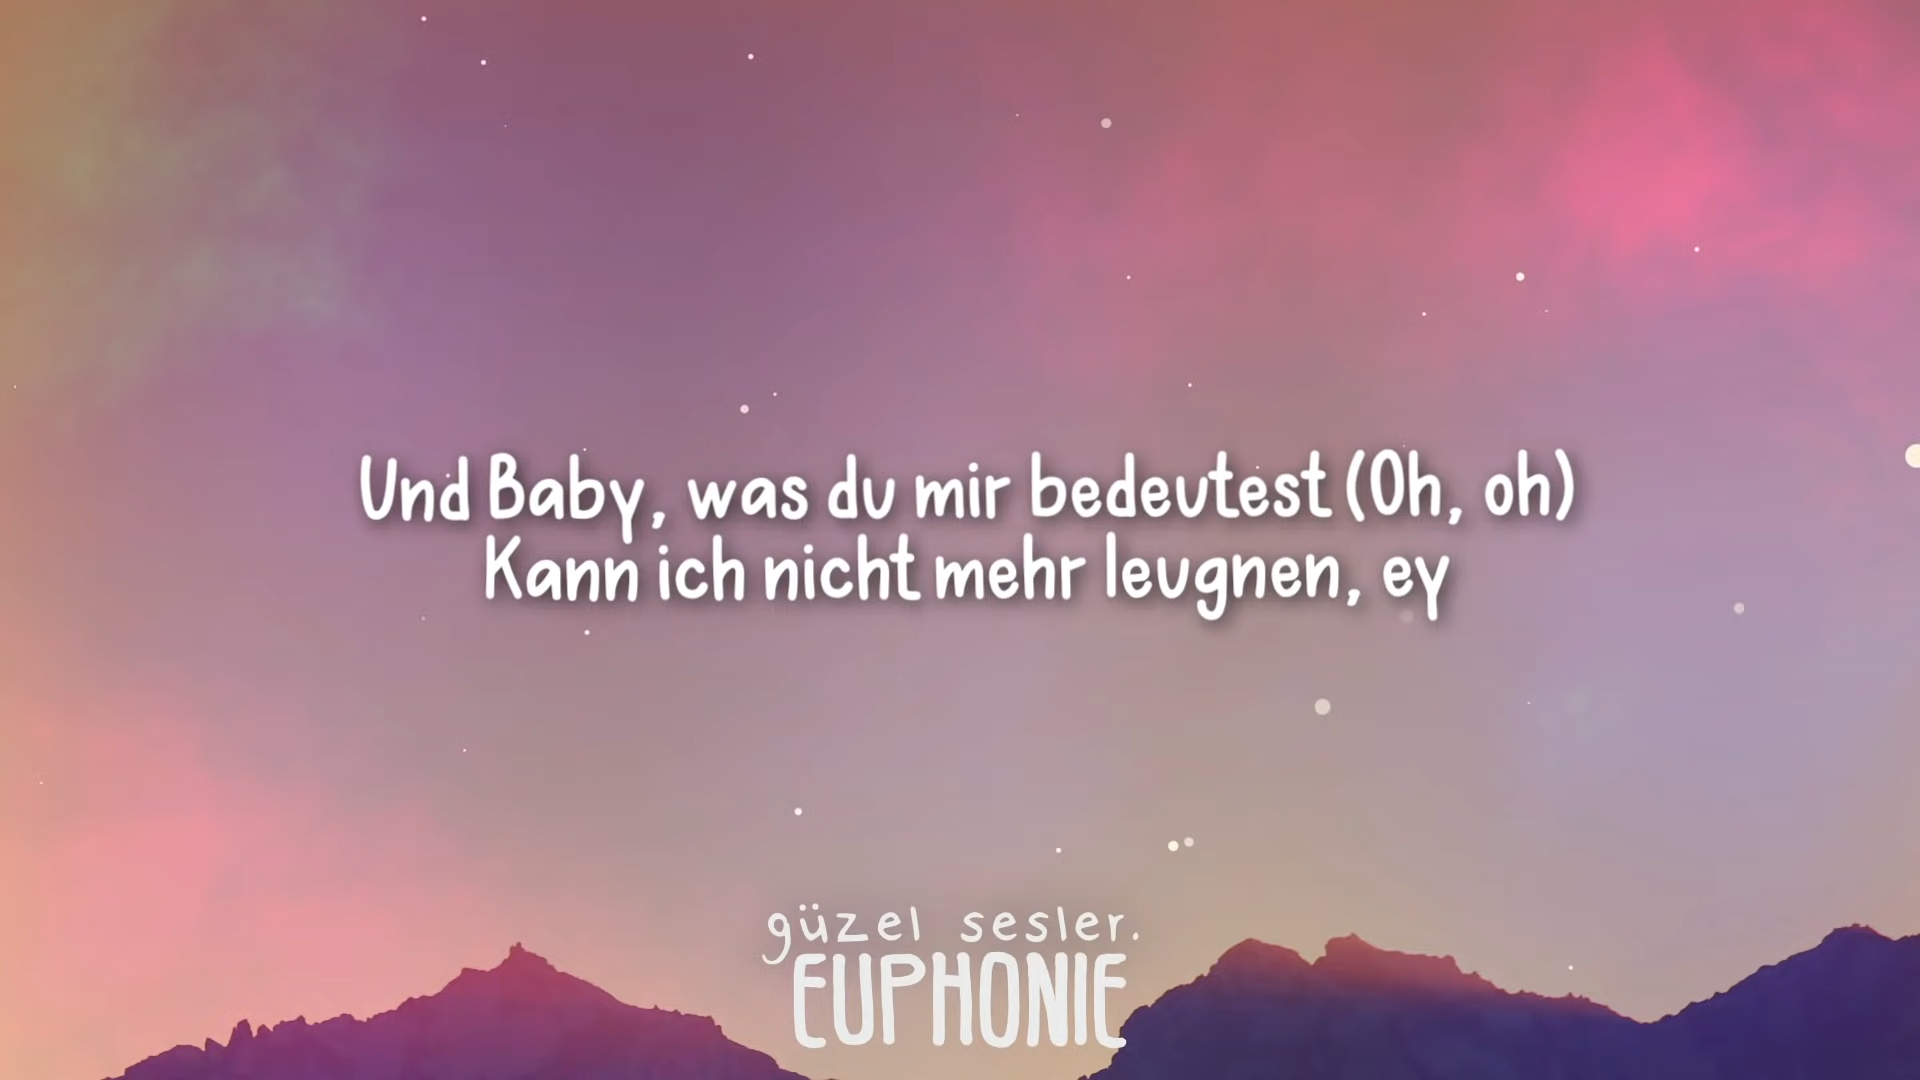 Und Baby, was du mir bedeutest (Oh, oh)
Kann ich nicht mehr leugnen, ey
güzel sesler.
EUPHONIE